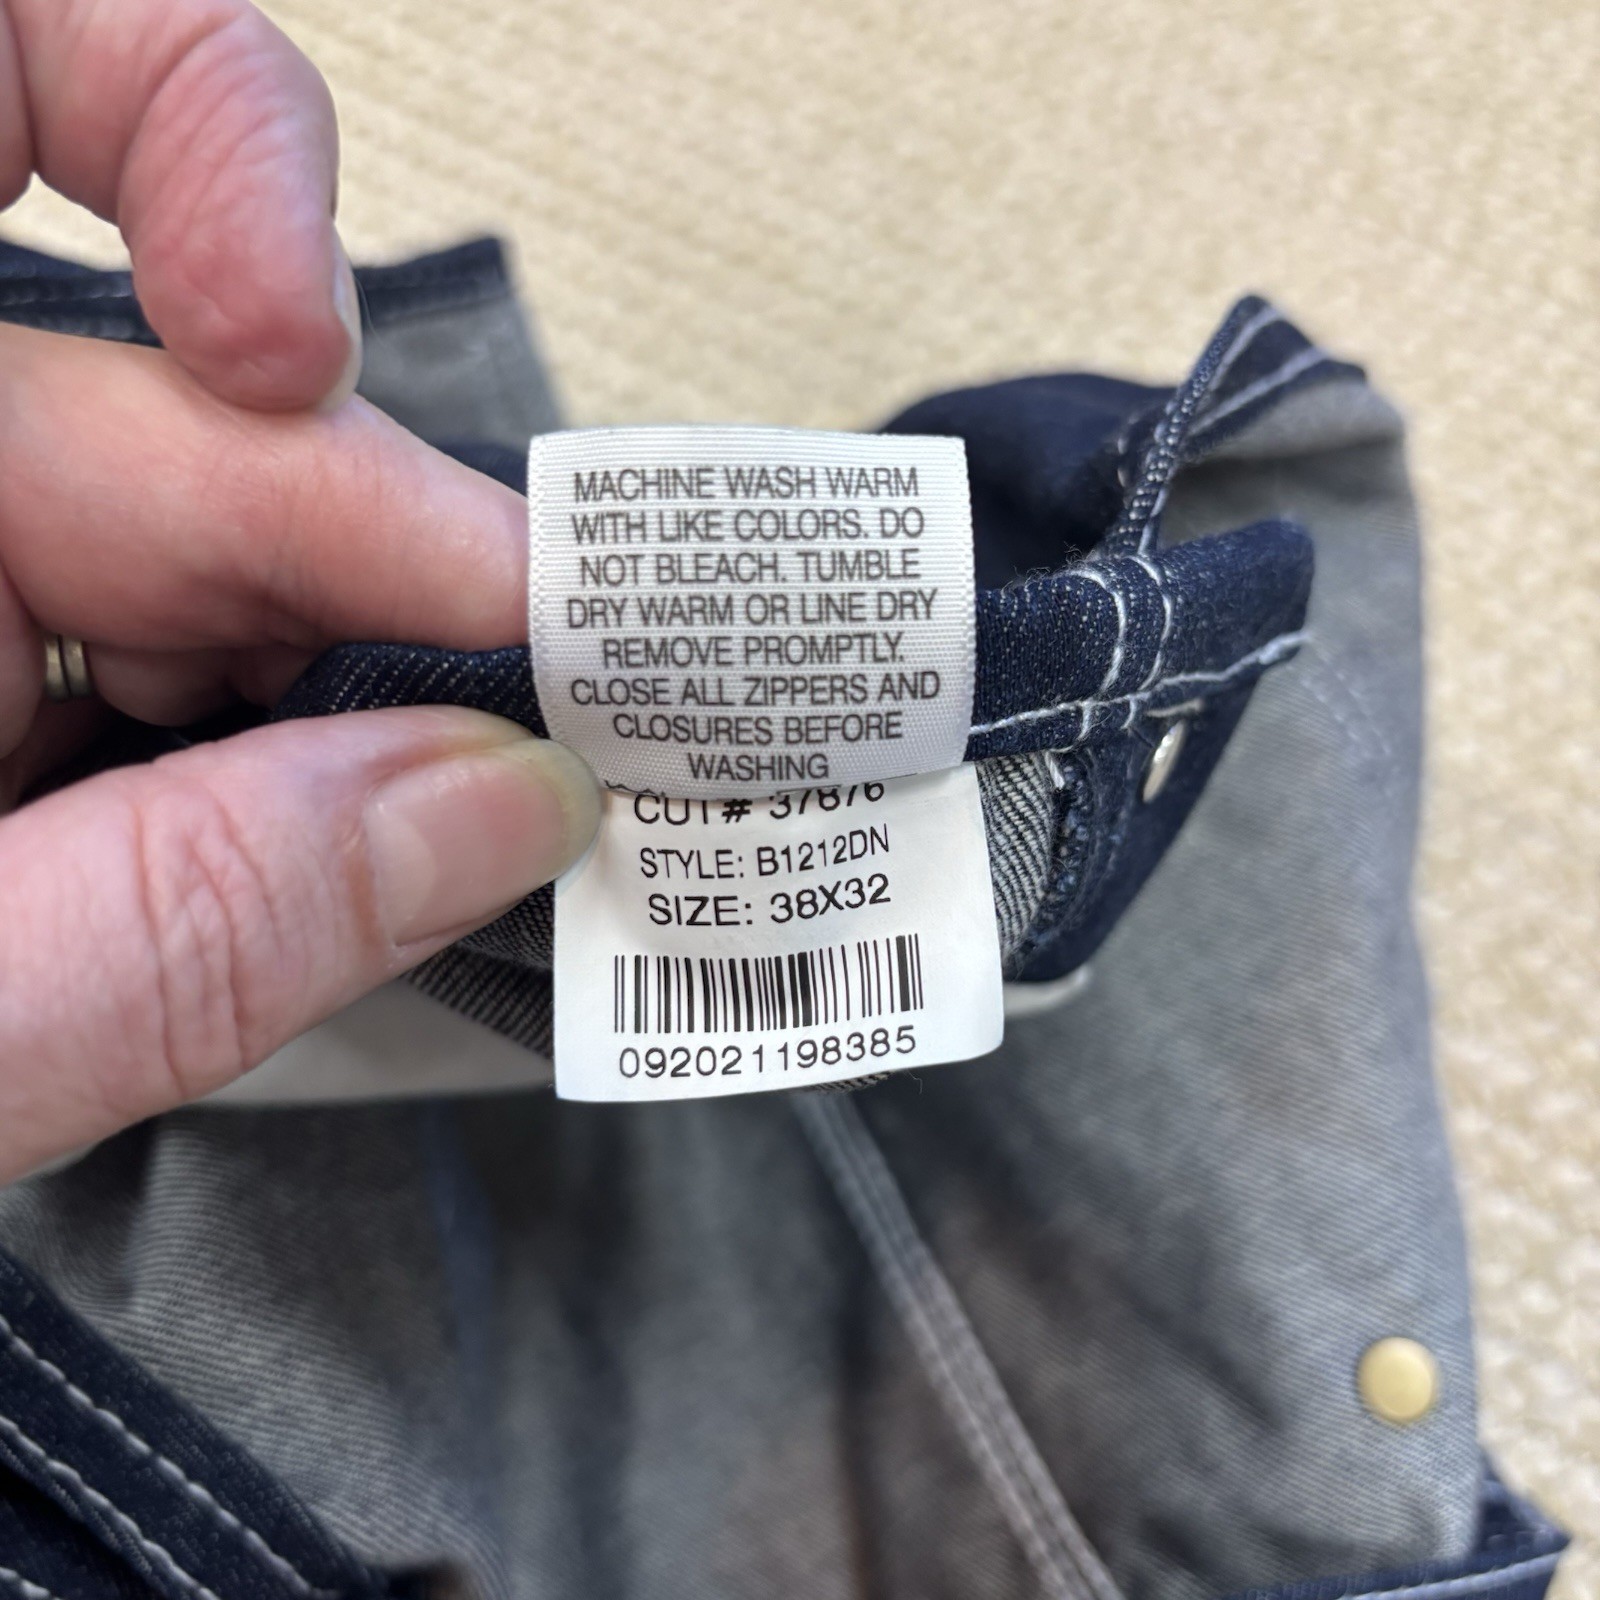 MACHINE WASH WARM
WITH LIKE COLORS. DO
NOT BLEACH. TUMBLE
DRY WARM OR LINE DRY
REMOVE PROMPTLY.
CLOSE ALL ZIPPERS AND
CLOSURES BEFORE
WASHING
CUT# 37876
STYLE: B1212DN
SIZE: 38X32
092021198385